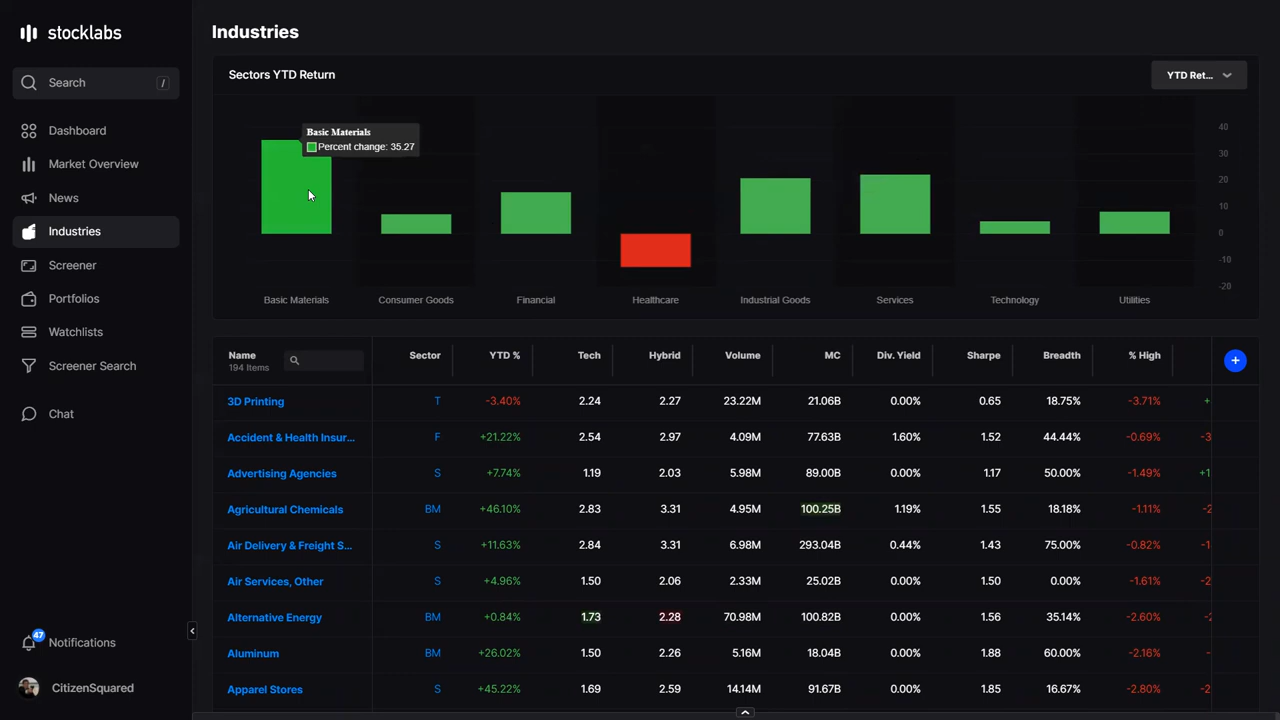 stocklabs
Industries
Search /
Sectors YTD Return
YTD Ret...
Dashboard
Market Overview
News
Industries
Screener
Portfolios
Watchlists
Screener Search
Chat
Basic Materials
Percent change: 35.27
40
30
20
10
0
-10
-20
Basic Materials Consumer Goods Financial Healthcare Industrial Goods Services Technology Utilities
Name Sector YTD % Tech Hybrid Volume MC Div. Yield Sharpe Breadth % High
194 Items
3D Printing T -3.40% 2.24 2.27 23.22M 21.06B 0.00% 0.65 18.75% -3.71% +
Accident & Health Insur... F +21.22% 2.54 2.97 4.09M 77.63B 1.60% 1.52 44.44% -0.69% -3
Advertising Agencies S +7.74% 1.19 2.03 5.98M 89.00B 0.00% 1.17 50.00% -1.49% +1
Agricultural Chemicals BM +46.10% 2.83 3.31 4.95M 100.25B 1.19% 1.55 18.18% -1.11% -2
Air Delivery & Freight S... S +11.63% 2.84 3.31 6.98M 293.04B 0.44% 1.43 75.00% -0.82% -1
Air Services, Other S +4.96% 1.50 2.06 2.33M 25.02B 0.00% 1.50 0.00% -1.61% -2
Alternative Energy BM +0.84% 1.73 2.28 70.98M 100.82B 0.00% 1.56 35.14% -2.60% -2
Aluminum BM +26.02% 1.50 2.26 5.16M 18.04B 0.00% 1.88 60.00% -2.16% -
Apparel Stores S +45.22% 1.69 2.59 14.14M 91.67B 0.00% 1.85 16.67% -2.80% -2
47
Notifications
CitizenSquared